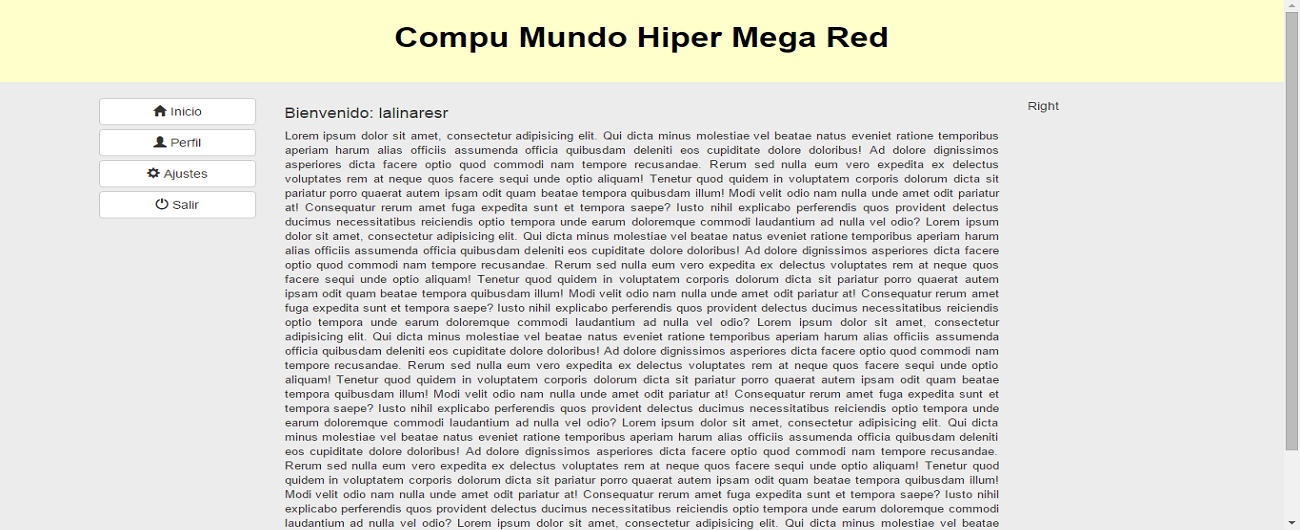 Compu Mundo Hiper Mega Red
Inicio
Perfil
Ajustes
Salir
Bienvenido: lalinaresr
Lorem ipsum dolor sit amet, consectetur adipisicing elit. Qui dicta minus molestiae vel beatae natus eveniet ratione temporibus
aperiam harum alias officiis assumenda officia quibusdam deleniti eos cupiditate dolore doloribus! Ad dolore dignissimos
asperiores dicta facere optio quod commodi nam tempore recusandae. Rerum sed nulla eum vero expedita ex delectus
voluptates rem at neque quos facere sequi unde optio aliquam! Tenetur quod quidem in voluptatem corporis dolorum dicta sit
pariatur porro quaerat autem ipsam odit quam beatae tempora quibusdam illum! Modi velit odio nam nulla unde amet odit pariatur
at! Consequatur rerum amet fuga expedita sunt et tempora saepe? Iusto nihil explicabo perferendis quos provident delectus
ducimus necessitatibus reiciendis optio tempora unde earum doloremque commodi laudantium ad nulla vel odio? Lorem ipsum
dolor sit amet, consectetur adipisicing elit. Qui dicta minus molestiae vel beatae natus eveniet ratione temporibus aperiam harum
alias officiis assumenda officia quibusdam deleniti eos cupiditate dolore doloribus! Ad dolore dignissimos asperiores dicta facere
optio quod commodi nam tempore recusandae. Rerum sed nulla eum vero expedita ex delectus voluptates rem at neque quos
facere sequi unde optio aliquam! Tenetur quod quidem in voluptatem corporis dolorum dicta sit pariatur porro quaerat autem
ipsam odit quam beatae tempora quibusdam illum! Modi velit odio nam nulla unde amet odit pariatur at! Consequatur rerum amet
fuga expedita sunt et tempora saepe? Iusto nihil explicabo perferendis quos provident delectus ducimus necessitatibus reiciendis
optio tempora unde earum doloremque commodi laudantium ad nulla vel odio? Lorem ipsum dolor sit amet, consectetur
adipisicing elit. Qui dicta minus molestiae vel beatae natus eveniet ratione temporibus aperiam harum alias officiis assumenda
officia quibusdam deleniti eos cupiditate dolore doloribus! Ad dolore dignissimos asperiores dicta facere optio quod commodi nam
tempore recusandae. Rerum sed nulla eum vero expedita ex delectus voluptates rem at neque quos facere sequi unde optio
aliquam! Tenetur quod quidem in voluptatem corporis dolorum dicta sit pariatur porro quaerat autem ipsam odit quam beatae
tempora quibusdam illum! Modi velit odio nam nulla unde amet odit pariatur at! Consequatur rerum amet fuga expedita sunt et
tempora saepe? Iusto nihil explicabo perferendis quos provident delectus ducimus necessitatibus reiciendis optio tempora unde
earum doloremque commodi laudantium ad nulla vel odio? Lorem ipsum dolor sit amet, consectetur adipisicing elit. Qui dicta
minus molestiae vel beatae natus eveniet ratione temporibus aperiam harum alias officiis assumenda officia quibusdam deleniti
eos cupiditate dolore doloribus! Ad dolore dignissimos asperiores dicta facere optio quod commodi nam tempore recusandae.
Rerum sed nulla eum vero expedita ex delectus voluptates rem at neque quos facere sequi unde optio aliquam! Tenetur quod
quidem in voluptatem corporis dolorum dicta sit pariatur porro quaerat autem ipsam odit quam beatae tempora quibusdam illum!
Modi velit odio nam nulla unde amet odit pariatur at! Consequatur rerum amet fuga expedita sunt et tempora saepe? Iusto nihil
explicabo perferendis quos provident delectus ducimus necessitatibus reiciendis optio tempora unde earum doloremque commodi
laudantium ad nulla vel odio? Lorem ipsum dolor sit amet, consectetur adipisicing elit. Qui dicta minus molestiae vel beatae
Right